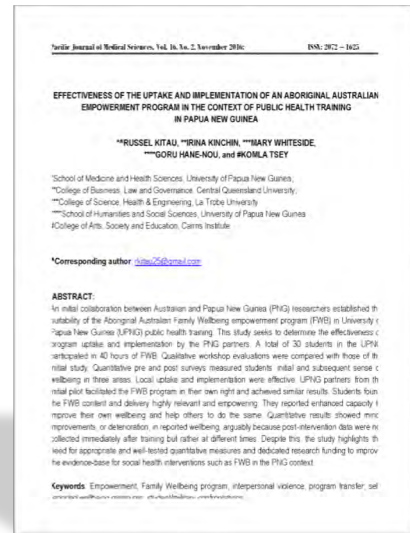 Pacific Journal of Medical Sciences, Vol. 16, No. 2, November 2016: ISSN: 2072 – 1625
EFFECTIVENESS OF THE UPTAKE AND IMPLEMENTATION OF AN ABORIGINAL AUSTRALIAN
EMPOWERMENT PROGRAM IN THE CONTEXT OF PUBLIC HEALTH TRAINING
IN PAPUA NEW GUINEA
^*RUSSEL KITAU, **IRINA KINCHIN, ***MARY WHITESIDE,
****GORU HANE-NOU, and #KOMLA TSEY
*School of Medicine and Health Sciences, University of Papua New Guinea;
**College of Business, Law and Governance, Central Queensland University;
***College of Science, Health & Engineering, La Trobe University
****School of Humanities and Social Sciences, University of Papua New Guinea
#College of Arts, Society and Education, Cairns Institute
*Corresponding author: rkitau25@gmail.com
ABSTRACT:
An initial collaboration between Australian and Papua New Guinea (PNG) researchers established th
suitability of the Aboriginal Australian Family Wellbeing empowerment program (FWB) in University o
Papua New Guinea (UPNG) public health training. This study seeks to determine the effectiveness o
program uptake and implementation by the PNG partners. A total of 30 students in the UPN
participated in 40 hours of FWB. Qualitative workshop evaluations were compared with those of th
initial study. Quantitative pre and post surveys measured students' initial and subsequent sense o
wellbeing in three areas. Local uptake and implementation were effective. UPNG partners from th
initial pilot facilitated the FWB program in their own right and achieved similar results. Students foun
the FWB content and delivery highly relevant and empowering. They reported enhanced capacity t
improve their own wellbeing and help others to do the same. Quantitative results showed mino
improvements, or deterioration, in reported wellbeing, arguably because post-intervention data were no
collected immediately after training but rather at different times. Despite this, the study highlights th
need for appropriate and well-tested quantitative measures and dedicated research funding to improv
the evidence-base for social health interventions such as FWB in the PNG context.
Keywords: Empowerment, Family Wellbeing program, interpersonal violence, program transfer, sel